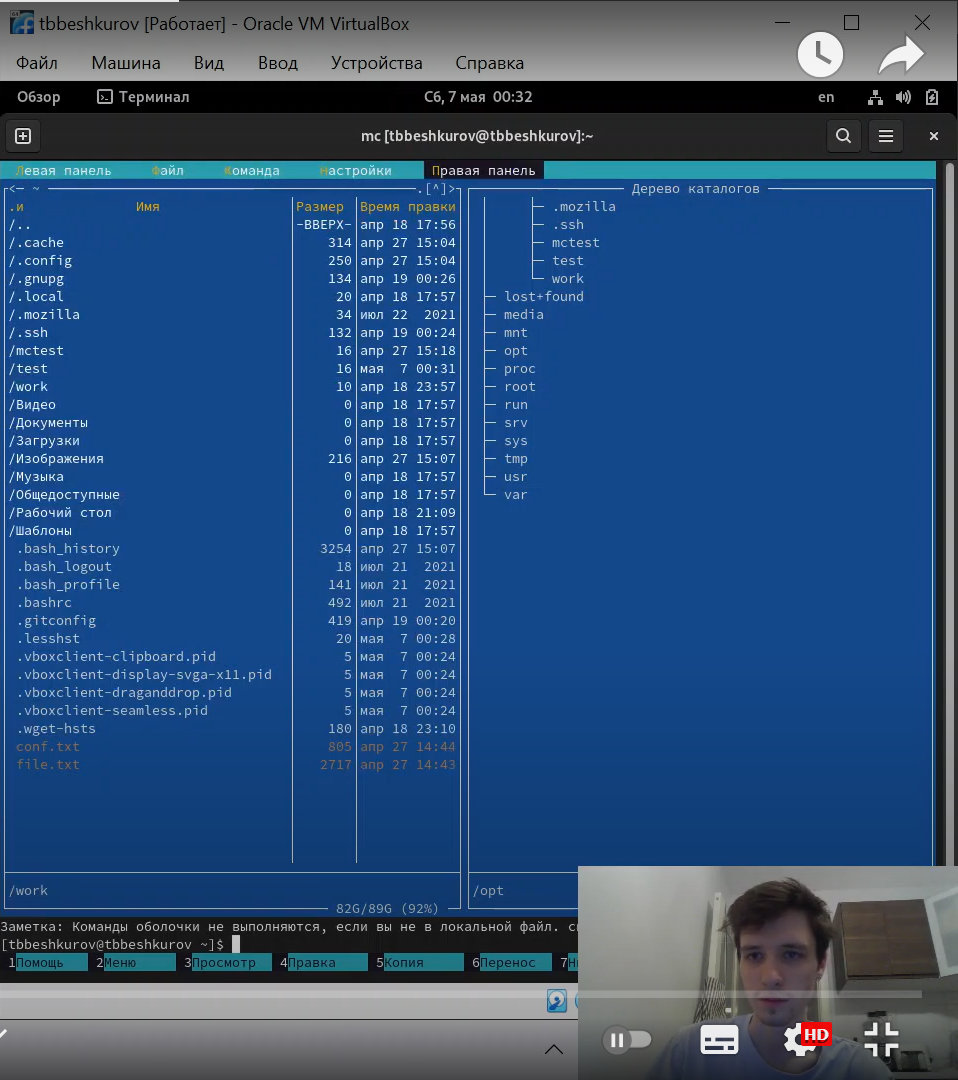 tbbeshkurov [Работает] - Oracle VM VirtualBox
Файл Машина Вид Ввод Устройства Справка
Обзор Терминал Сб, 7 мая 00:32 en
mc [tbbeshkurov@tbbeshkurov]:~
Левая панель Файл Команда Настройки Правая панель
<─ ~ .[^]> Дерево каталогов
.и Имя Размер Время правки
/.. -ВВЕРХ- апр 18 17:56
/.cache 314 апр 27 15:04
/.config 250 апр 27 15:04
/.gnupg 134 апр 19 00:26
/.local 20 апр 18 17:57
/.mozilla 34 июл 22 2021
/.ssh 132 апр 19 00:24
/mctest 16 апр 27 15:18
/test 16 мая 7 00:31
/work 10 апр 18 23:57
/Видео 0 апр 18 17:57
/Документы 0 апр 18 17:57
/Загрузки 0 апр 18 17:57
/Изображения 216 апр 27 15:07
/Музыка 0 апр 18 17:57
/Общедоступные 0 апр 18 17:57
/Рабочий стол 0 апр 18 21:09
/Шаблоны 0 апр 18 17:57
.bash_history 3254 апр 27 15:07
.bash_logout 18 июл 21 2021
.bash_profile 141 июл 21 2021
.bashrc 492 июл 21 2021
.gitconfig 419 апр 19 00:20
.lesshst 20 мая 7 00:28
.vboxclient-clipboard.pid 5 мая 7 00:24
.vboxclient-display-svga-x11.pid 5 мая 7 00:24
.vboxclient-draganddrop.pid 5 мая 7 00:24
.vboxclient-seamless.pid 5 мая 7 00:24
.wget-hsts 180 апр 18 23:10
conf.txt 805 апр 27 14:44
file.txt 2717 апр 27 14:43
/work
82G/89G (92%)
.mozilla
.ssh
mctest
test
work
lost+found
media
mnt
opt
proc
root
run
srv
sys
tmp
usr
var
/opt
Заметка: Команды оболочки не выполняются, если вы не в локальной файл.
[tbbeshkurov@tbbeshkurov ~]$
1Помощь 2Меню 3Просмотр 4Правка 5Копия 6Перенос 7
HD